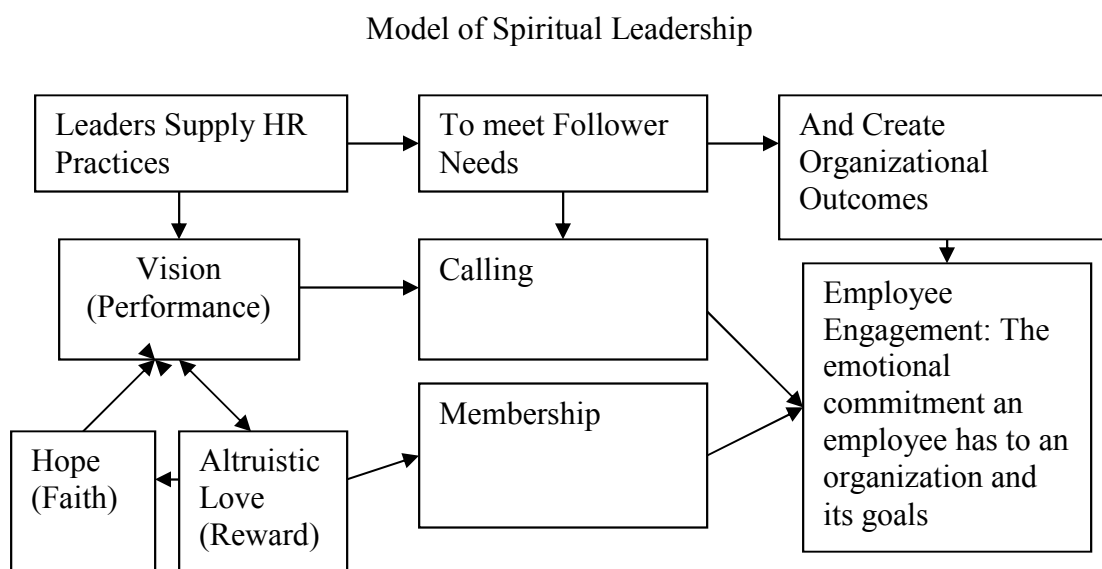 Model of Spiritual Leadership
Leaders Supply HR
Practices
To meet Follower
Needs
And Create
Organizational
Outcomes
Vision
(Performance)
Calling
Employee
Engagement: The
emotional
commitment an
employee has to an
organization and
its goals
Membership
Hope
(Faith)
Altruistic
Love
(Reward)